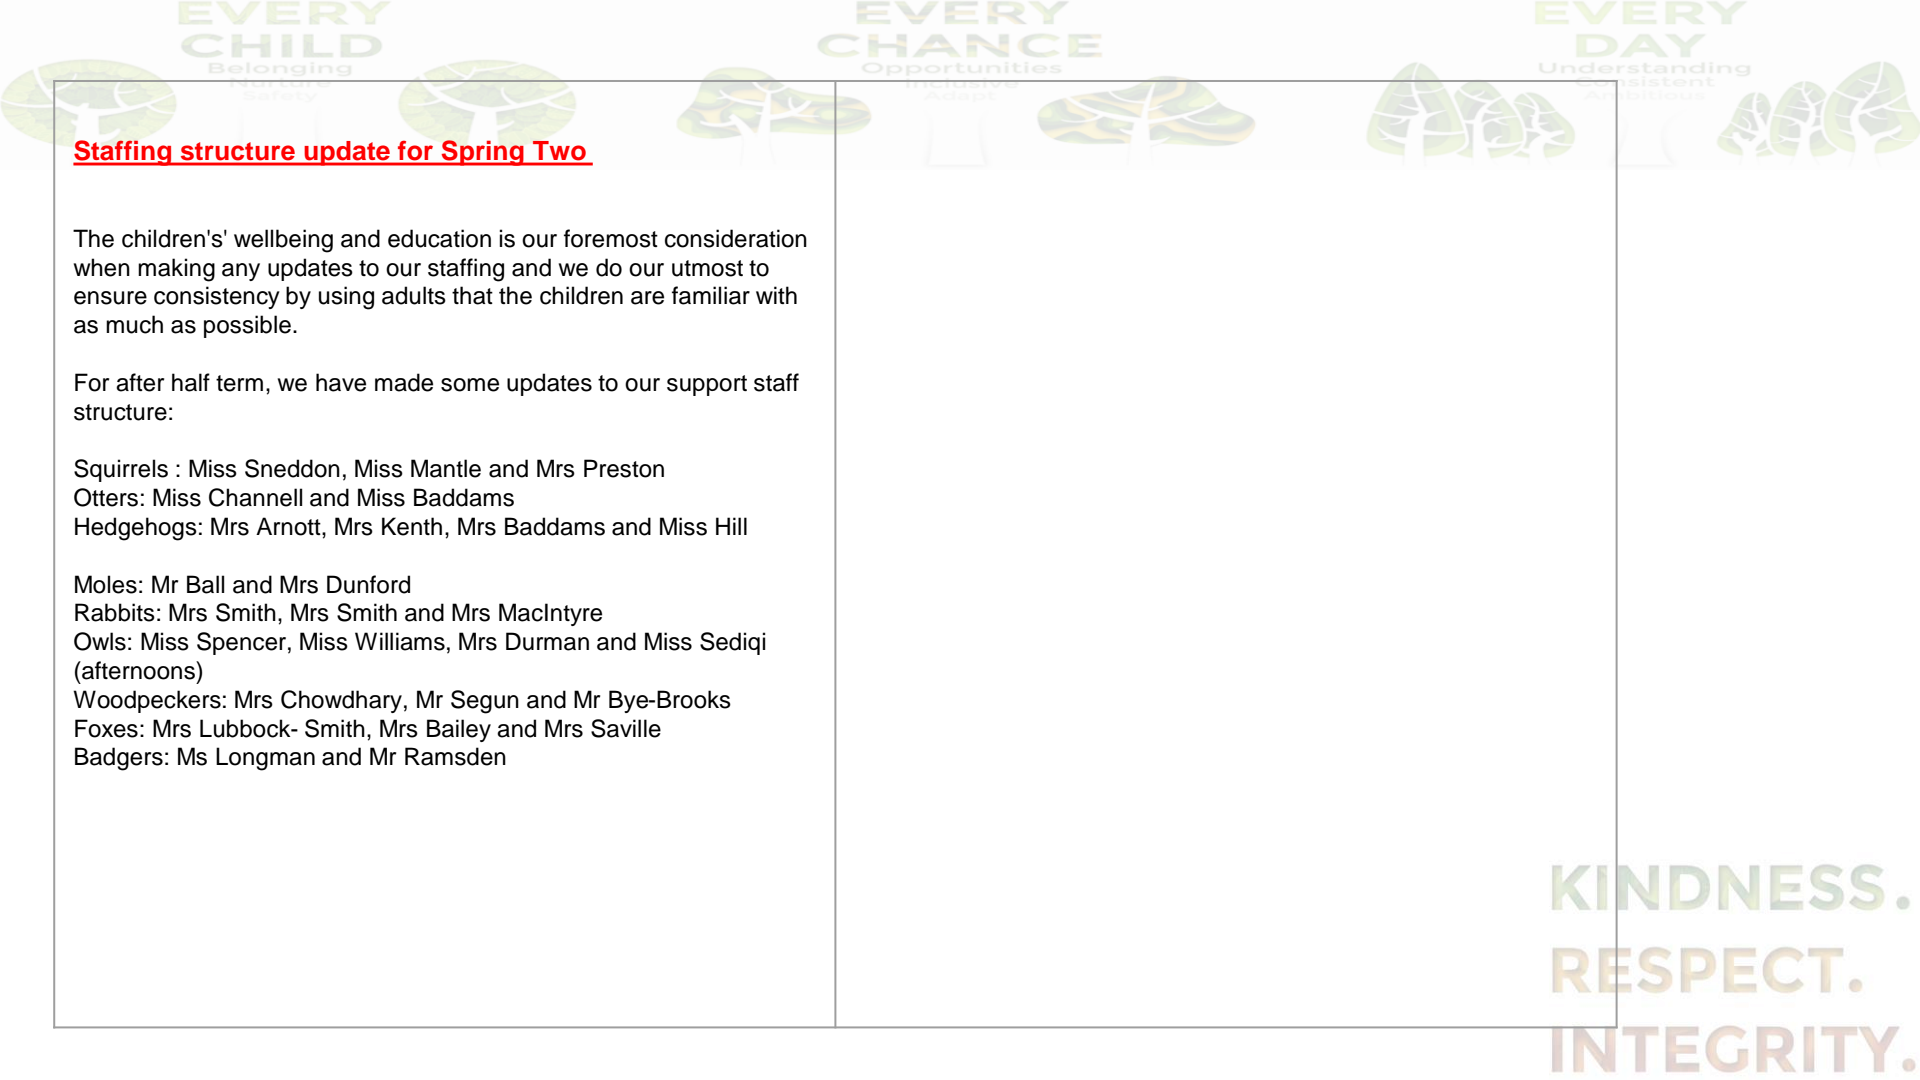 EVERY
CHILD
Belonging
Nurture
Safety
EVERY
CHANCE
Opportunities
Inclusive
Adapt
EVERY
DAY
Understanding
Consistent
Ambitious
Staffing structure update for Spring Two
The children's' wellbeing and education is our foremost consideration
when making any updates to our staffing and we do our utmost to
ensure consistency by using adults that the children are familiar with
as much as possible.
For after half term, we have made some updates to our support staff
structure:
Squirrels : Miss Sneddon, Miss Mantle and Mrs Preston
Otters: Miss Channell and Miss Baddams
Hedgehogs: Mrs Arnott, Mrs Kenth, Mrs Baddams and Miss Hill
Moles: Mr Ball and Mrs Dunford
Rabbits: Mrs Smith, Mrs Smith and Mrs MacIntyre
Owls: Miss Spencer, Miss Williams, Mrs Durman and Miss Sediqi
(afternoons)
Woodpeckers: Mrs Chowdhary, Mr Segun and Mr Bye-Brooks
Foxes: Mrs Lubbock- Smith, Mrs Bailey and Mrs Saville
Badgers: Ms Longman and Mr Ramsden
KINDNESS.
RESPECT.
INTEGRITY.